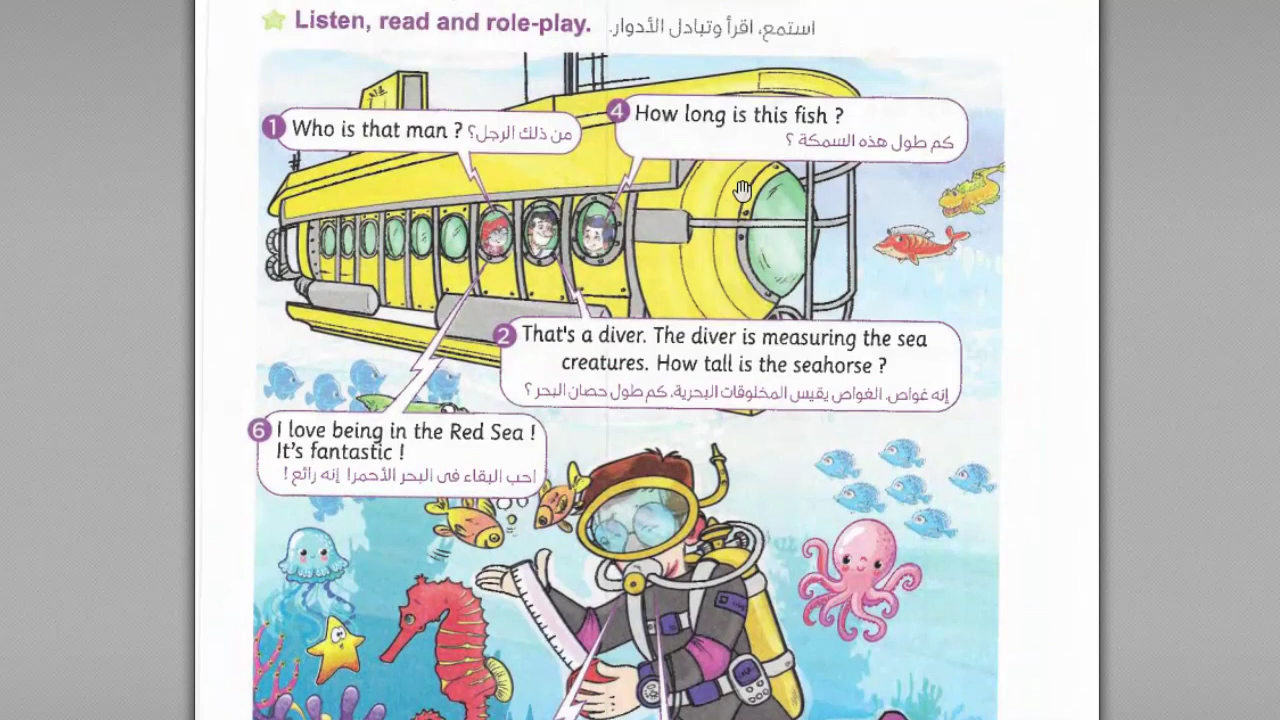 Listen, read and role-play. استمع، اقرأ وتبادل الأدوار.
1 Who is that man ? من ذلك الرجل؟
4 How long is this fish ?
كم طول هذه السمكة ؟
2 That's a diver. The diver is measuring the sea
creatures. How tall is the seahorse ?
إنه غواص. الغواص يقيس المخلوقات البحرية. كم طول حصان البحر ؟
6 I love being in the Red Sea !
It's fantastic !
احب البقاء فى البحر الأحمر! إنه رائع !